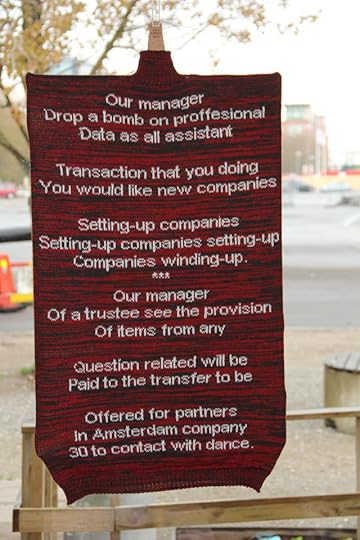 Our manager
Drop a bomb on proffesional
Data as all assistant
Transaction that you doing
You would like new companies
Setting-up companies
Setting-up companies setting-up
Companies winding-up.
***
Our manager
Of a trustee see the provision
Of items from any
Question related will be
Paid to the transfer to be
Offered for partners
In Amsterdam company
30 to contact with dance.